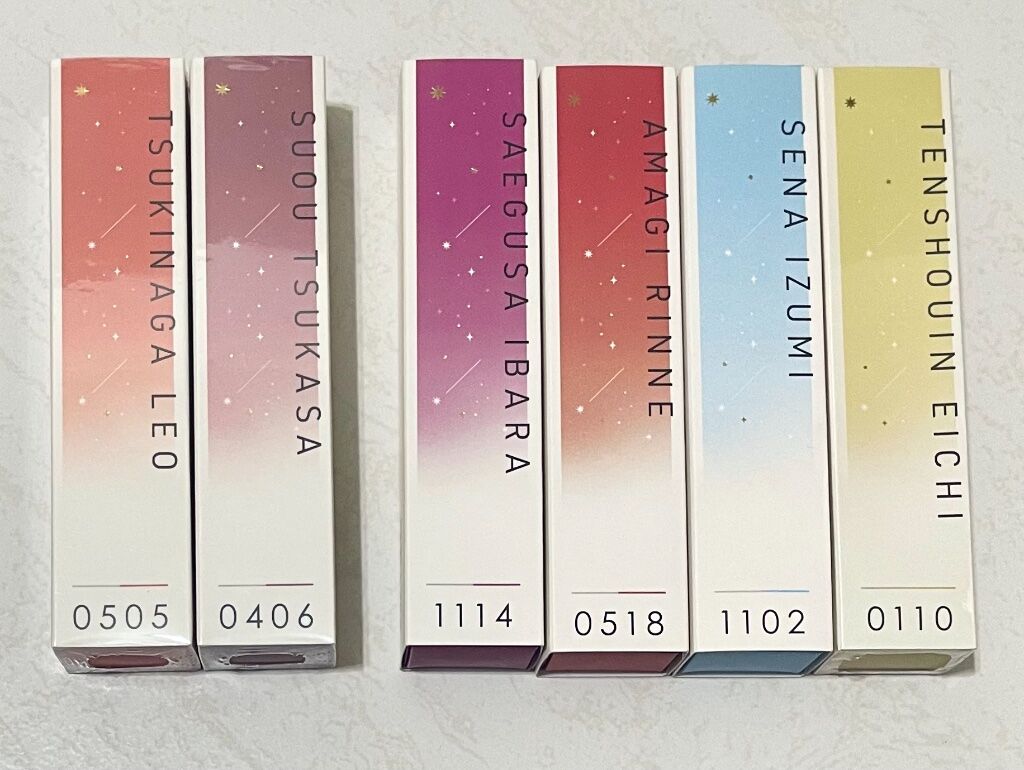 TSUKINAGA LEO
0505
SUOU TSUKASA
0406
SAEGUSA IBARA
1114
AMAGI RINNE
0518
SENA IZUMI
1102
TENSHOUIN EICHI
0110